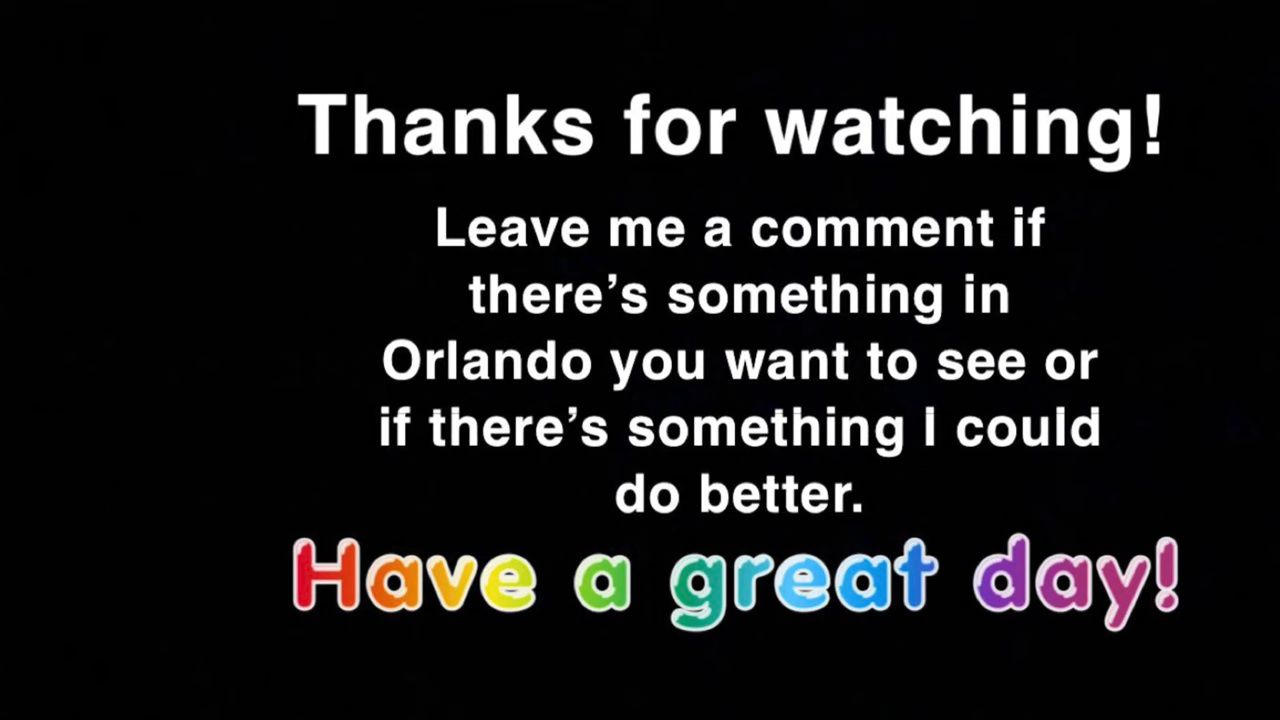 Thanks for watching!
Leave me a comment if
there’s something in
Orlando you want to see or
if there’s something I could
do better.
Have a great day!